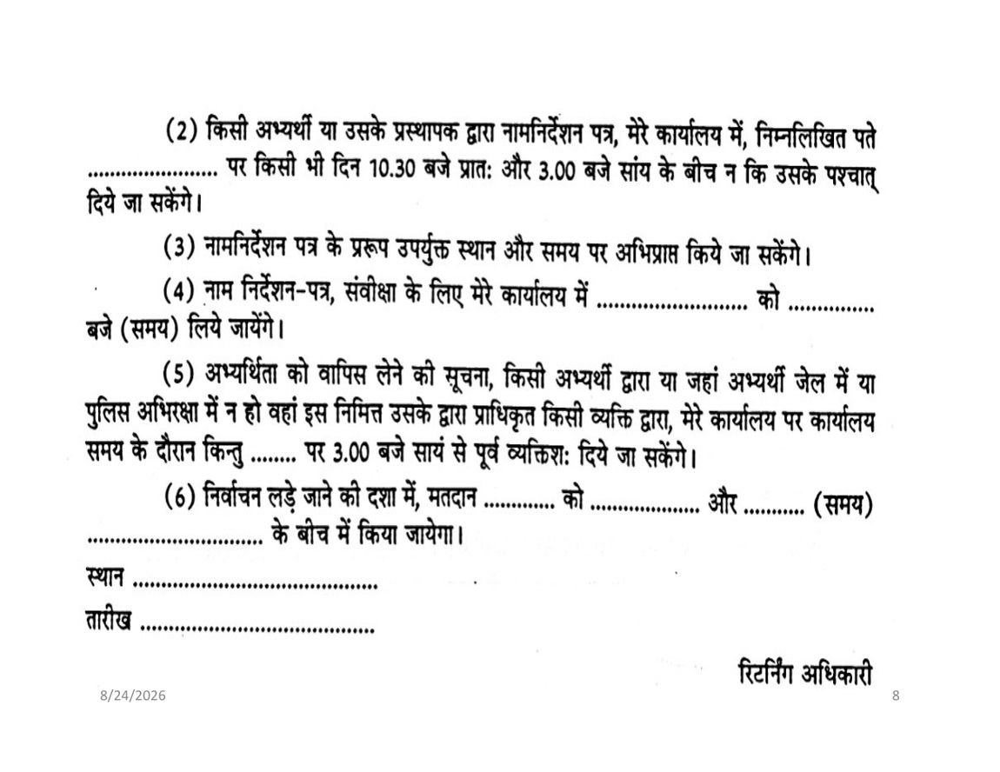 (2) किसी अभ्यर्थी या उसके प्रस्थापक द्वारा नामनिर्देशन पत्र, मेरे कार्यालय में, निम्नलिखित पते
........................ पर किसी भी दिन 10.30 बजे प्रात: और 3.00 बजे सांय के बीच न कि उसके पश्चात्
दिये जा सकेंगे।
(3) नामनिर्देशन पत्र के प्ररूप उपर्युक्त स्थान और समय पर अभिप्राप्त किये जा सकेंगे।
(4) नाम निर्देशन-पत्र, संवीक्षा के लिए मेरे कार्यालय में ........................... को ................
बजे (समय) लिये जायेंगे।
(5) अभ्यर्थिता को वापिस लेने की सूचना, किसी अभ्यर्थी द्वारा या जहां अभ्यर्थी जेल में या
पुलिस अभिरक्षा में न हो वहां इस निमित्त उसके द्वारा प्राधिकृत किसी व्यक्ति द्वारा, मेरे कार्यालय पर कार्यालय
समय के दौरान किन्तु ........ पर 3.00 बजे सायं से पूर्व व्यक्तिश: दिये जा सकेंगे।
(6) निर्वाचन लड़े जाने की दशा में, मतदान ............. को .................... और ........... (समय)
................................ के बीच में किया जायेगा।
स्थान ............................................
तारीख ..........................................
रिटर्निंग अधिकारी
8/24/2026
8